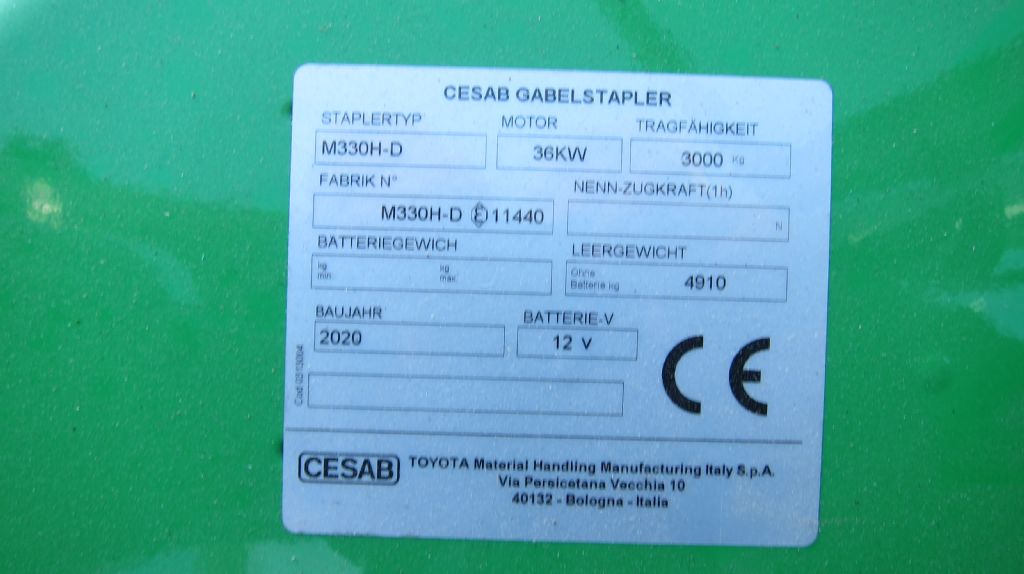 CESAB GABELSTAPLER
STAPLERTYP MOTOR TRAGFÄHIGKEIT
M330H-D 36KW 3000 Kg
FABRIK N° NENN-ZUGKRAFT(1h)
M330H-D Ⓔ 11440 N
BATTERIEGEWICH LEERGEWICHT
kg min. kg max. Ohne Batterie kg 4910
BAUJAHR BATTERIE-V
2020 12 V
CE
CESAB TOYOTA Material Handling Manufacturing Italy S.p.A.
Via Persicetana Vecchia 10
40132 - Bologna - Italia